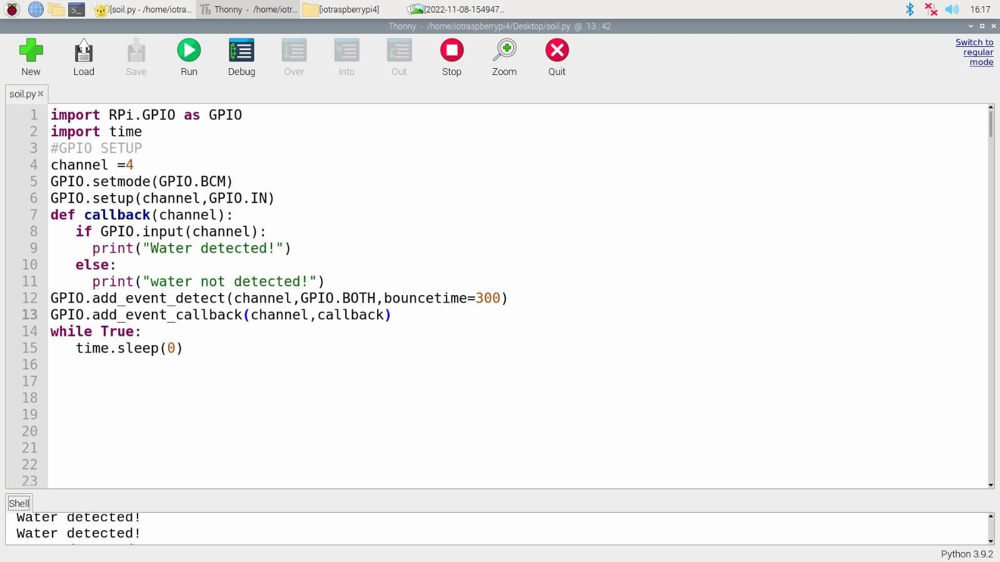 [soil.py - /home/iotra...
Thonny - /home/iotr...
[iotraspberrypi4]
[2022-11-08-154947...
16:17
Thonny - /home/iotraspberrypi4/Desktop/soil.py @ 13 : 42
New
Load
Save
Run
Debug
Over
Into
Out
Stop
Zoom
Quit
Switch to
regular
mode
soil.py
1 import RPi.GPIO as GPIO
2 import time
3 #GPIO SETUP
4 channel =4
5 GPIO.setmode(GPIO.BCM)
6 GPIO.setup(channel,GPIO.IN)
7 def callback(channel):
8    if GPIO.input(channel):
9      print("Water detected!")
10    else:
11      print("water not detected!")
12 GPIO.add_event_detect(channel,GPIO.BOTH,bouncetime=300)
13 GPIO.add_event_callback(channel,callback)
14 while True:
15    time.sleep(0)
16
17
18
19
20
21
22
23
Shell
Water detected!
Water detected!
Python 3.9.2